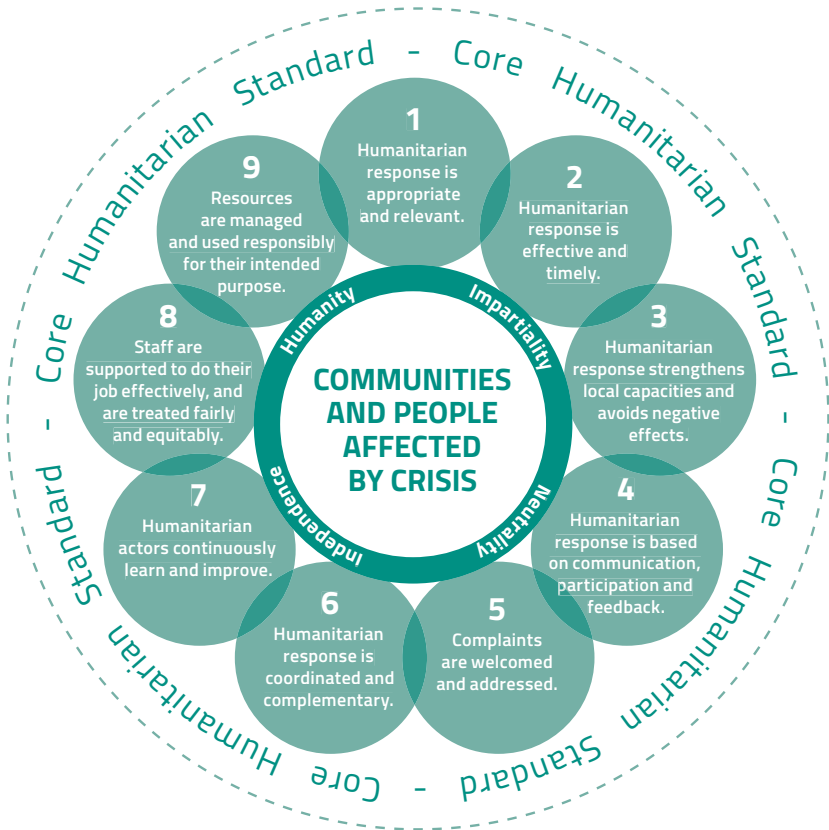 Core Humanitarian Standard - Core Humanitarian Standard - Core Humanitarian Standard - Core Humanitarian Standard -
1
Humanitarian
response is
appropriate
and relevant.
2
Humanitarian
response is
effective and
timely.
3
Humanitarian
response strengthens
local capacities and
avoids negative
effects.
4
Humanitarian
response is based
on communication,
participation and
feedback.
5
Complaints
are welcomed
and addressed.
6
Humanitarian
response is
coordinated and
complementary.
7
Humanitarian
actors continuously
learn and improve.
8
Staff are
supported to do their
job effectively, and
are treated fairly
and equitably.
9
Resources
are managed
and used responsibly
for their intended
purpose.
Humanity
Impartiality
Neutrality
Independence
COMMUNITIES
AND PEOPLE
AFFECTED
BY CRISIS